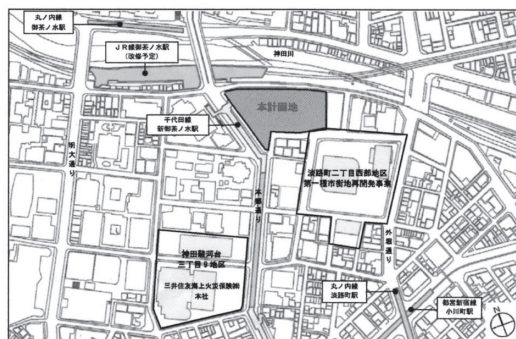 丸ノ内線
御茶ノ水駅
JR線御茶ノ水駅
(改修予定)
神田川
本計画地
千代田線
新御茶ノ水駅
明大通り
本郷通り
淡路町二丁目西部地区
第一種市街地再開発事業
外堀通り
神田駿河台
三丁目9地区
三井住友海上火災保険㈱
本社
丸ノ内線
淡路町駅
都営新宿線
小川町駅
N